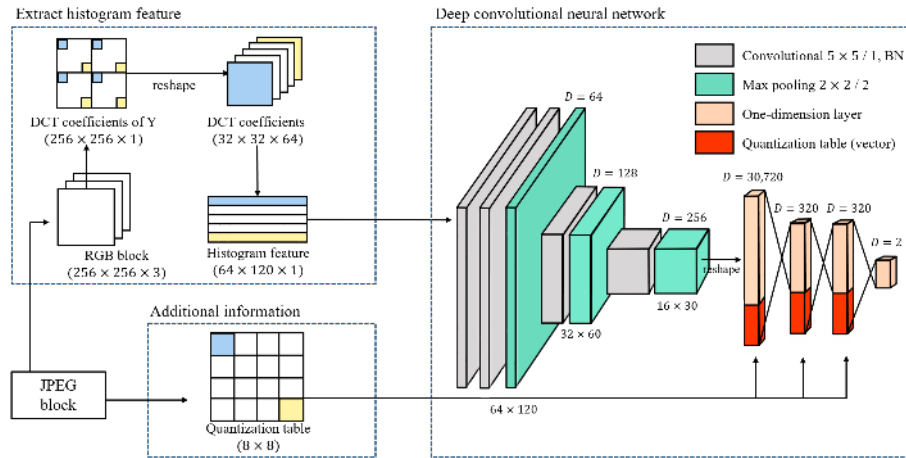 Extract histogram feature
DCT coefficients of Y
(256 × 256 × 1)
reshape
DCT coefficients
(32 × 32 × 64)
RGB block
(256 × 256 × 3)
Histogram feature
(64 × 120 × 1)
Additional information
JPEG
block
Quantization table
(8 × 8)
Deep convolutional neural network
Convolutional 5 × 5 / 1, BN
Max pooling 2 × 2 / 2
One-dimension layer
Quantization table (vector)
D = 64
D = 128
D = 256
D = 30,720
D = 320
D = 320
D = 2
reshape
16 × 30
32 × 60
64 × 120